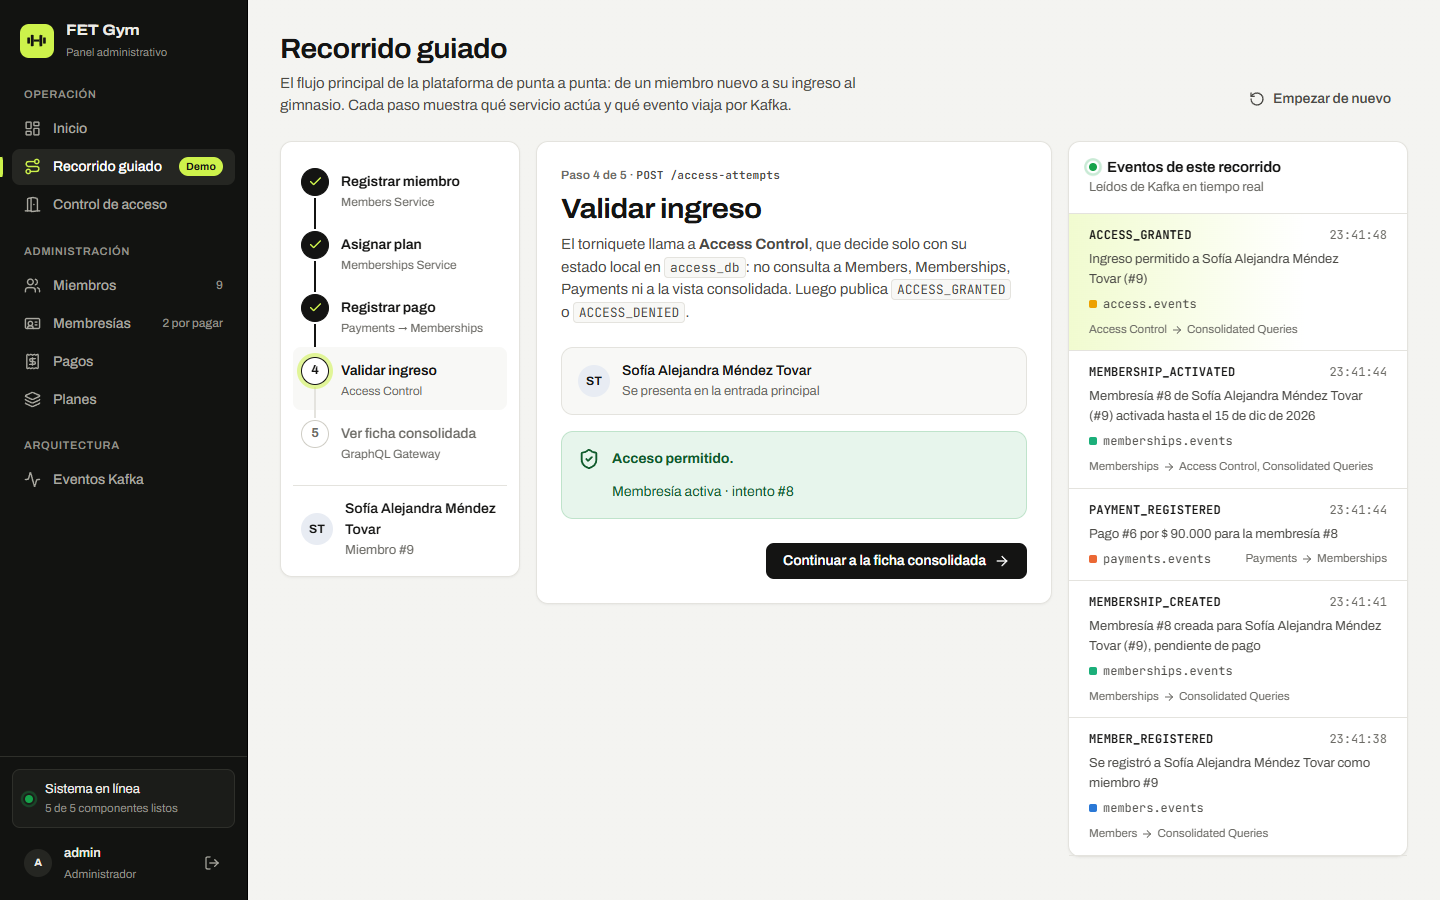 FET Gym
Panel administrativo
OPERACIÓN
Inicio
Recorrido guiado Demo
Control de acceso
ADMINISTRACIÓN
Miembros 9
Membresías 2 por pagar
Pagos
Planes
ARQUITECTURA
Eventos Kafka
Sistema en línea
5 de 5 componentes listos
A
admin
Administrador
Recorrido guiado
El flujo principal de la plataforma de punta a punta: de un miembro nuevo a su ingreso al
gimnasio. Cada paso muestra qué servicio actúa y qué evento viaja por Kafka.
Empezar de nuevo
Registrar miembro
Members Service
Asignar plan
Memberships Service
Registrar pago
Payments → Memberships
4
Validar ingreso
Access Control
5
Ver ficha consolidada
GraphQL Gateway
ST
Sofía Alejandra Méndez
Tovar
Miembro #9
Paso 4 de 5 · POST /access-attempts
Validar ingreso
El torniquete llama a Access Control, que decide solo con su
estado local en access_db: no consulta a Members, Memberships,
Payments ni a la vista consolidada. Luego publica ACCESS_GRANTED
o ACCESS_DENIED.
ST
Sofía Alejandra Méndez Tovar
Se presenta en la entrada principal
Acceso permitido.
Membresía activa · intento #8
Continuar a la ficha consolidada →
Eventos de este recorrido
Leídos de Kafka en tiempo real
ACCESS_GRANTED 23:41:48
Ingreso permitido a Sofía Alejandra Méndez
Tovar (#9)
access.events
Access Control → Consolidated Queries
MEMBERSHIP_ACTIVATED 23:41:44
Membresía #8 de Sofía Alejandra Méndez Tovar
(#9) activada hasta el 15 de dic de 2026
memberships.events
Memberships → Access Control, Consolidated Queries
PAYMENT_REGISTERED 23:41:44
Pago #6 por $ 90.000 para la membresía #8
payments.events Payments → Memberships
MEMBERSHIP_CREATED 23:41:41
Membresía #8 creada para Sofía Alejandra Méndez
Tovar (#9), pendiente de pago
memberships.events
Memberships → Consolidated Queries
MEMBER_REGISTERED 23:41:38
Se registró a Sofía Alejandra Méndez Tovar como
miembro #9
members.events
Members → Consolidated Queries